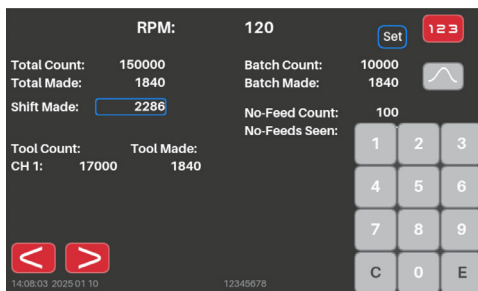 RPM: 120
Set
123
Total Count: 150000
Batch Count: 10000
Total Made: 1840
Batch Made: 1840
Shift Made: 2286
No-Feed Count: 100
No-Feeds Seen:
Tool Count: Tool Made:
CH 1: 17000 1840
1 2 3
4 5 6
7 8 9
C 0 E
< >
14:08:03 2025 01 10
12345678